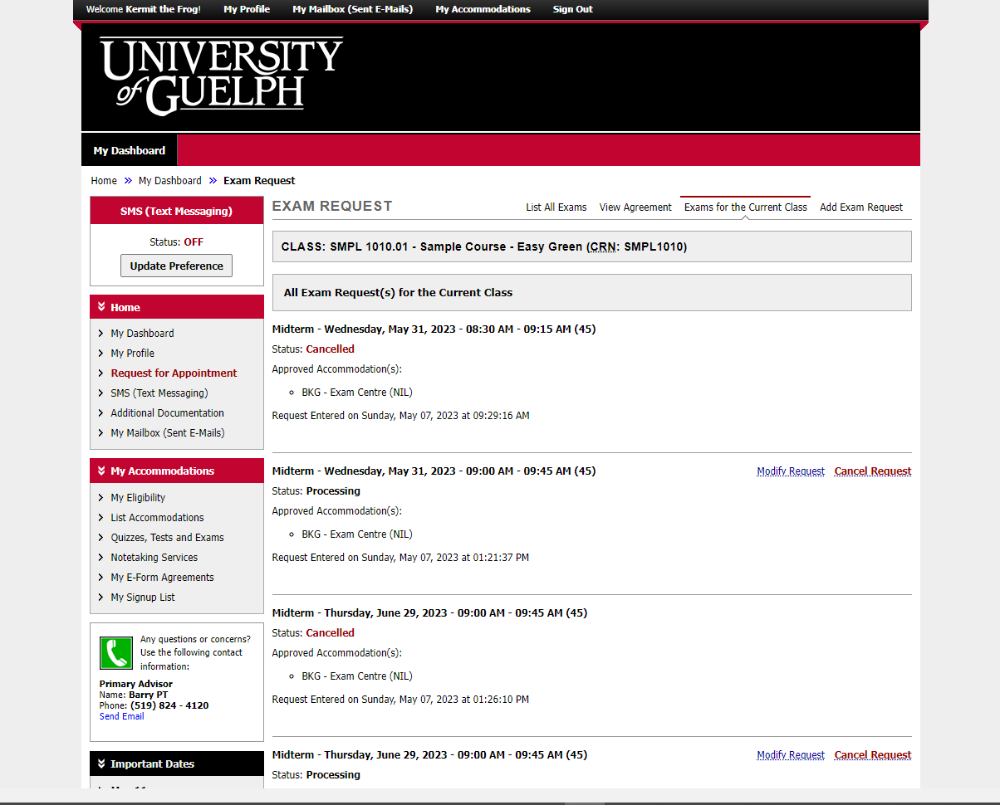 Welcome Kermit the Frog! My Profile My Mailbox (Sent E-Mails) My Accommodations Sign Out
UNIVERSITY
of GUELPH
My Dashboard
Home » My Dashboard » Exam Request
SMS (Text Messaging)
Status: OFF
Update Preference
Home
My Dashboard
My Profile
Request for Appointment
SMS (Text Messaging)
Additional Documentation
My Mailbox (Sent E-Mails)
My Accommodations
My Eligibility
List Accommodations
Quizzes, Tests and Exams
Notetaking Services
My E-Form Agreements
My Signup List
Any questions or concerns?
Use the following contact
information:
Primary Advisor
Name: Barry PT
Phone: (519) 824 - 4120
Send Email
Important Dates
EXAM REQUEST
List All Exams View Agreement Exams for the Current Class Add Exam Request
CLASS: SMPL 1010.01 - Sample Course - Easy Green (CRN: SMPL1010)
All Exam Request(s) for the Current Class
Midterm - Wednesday, May 31, 2023 - 08:30 AM - 09:15 AM (45)
Status: Cancelled
Approved Accommodation(s):
BKG - Exam Centre (NIL)
Request Entered on Sunday, May 07, 2023 at 09:29:16 AM
Midterm - Wednesday, May 31, 2023 - 09:00 AM - 09:45 AM (45) Modify Request Cancel Request
Status: Processing
Approved Accommodation(s):
BKG - Exam Centre (NIL)
Request Entered on Sunday, May 07, 2023 at 01:21:37 PM
Midterm - Thursday, June 29, 2023 - 09:00 AM - 09:45 AM (45)
Status: Cancelled
Approved Accommodation(s):
BKG - Exam Centre (NIL)
Request Entered on Sunday, May 07, 2023 at 01:26:10 PM
Midterm - Thursday, June 29, 2023 - 09:00 AM - 09:45 AM (45) Modify Request Cancel Request
Status: Processing